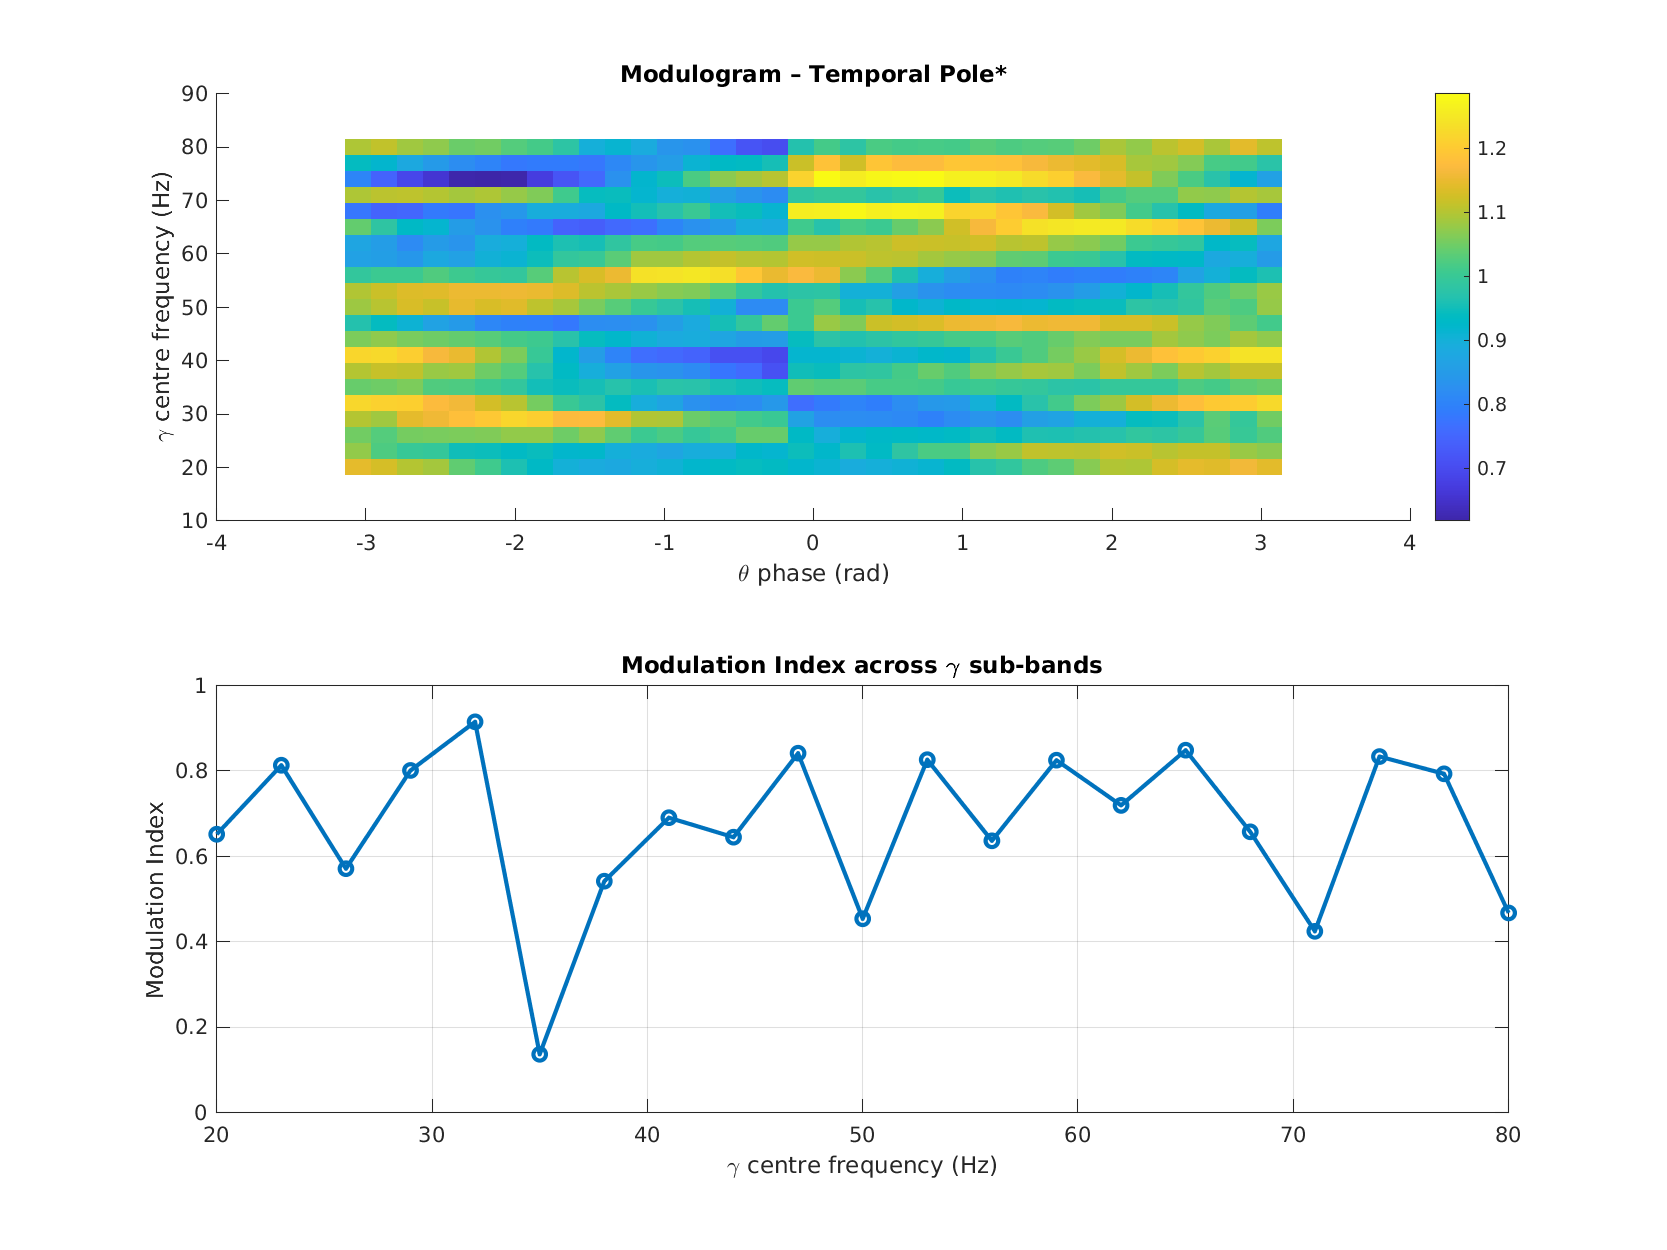 Modulogram – Temporal Pole*
γ centre frequency (Hz)
90
80
70
60
50
40
30
20
10
-4 -3 -2 -1 0 1 2 3 4
θ phase (rad)
1.2
1.1
1
0.9
0.8
0.7
Modulation Index across γ sub-bands
Modulation Index
1
0.8
0.6
0.4
0.2
0
20 30 40 50 60 70 80
γ centre frequency (Hz)